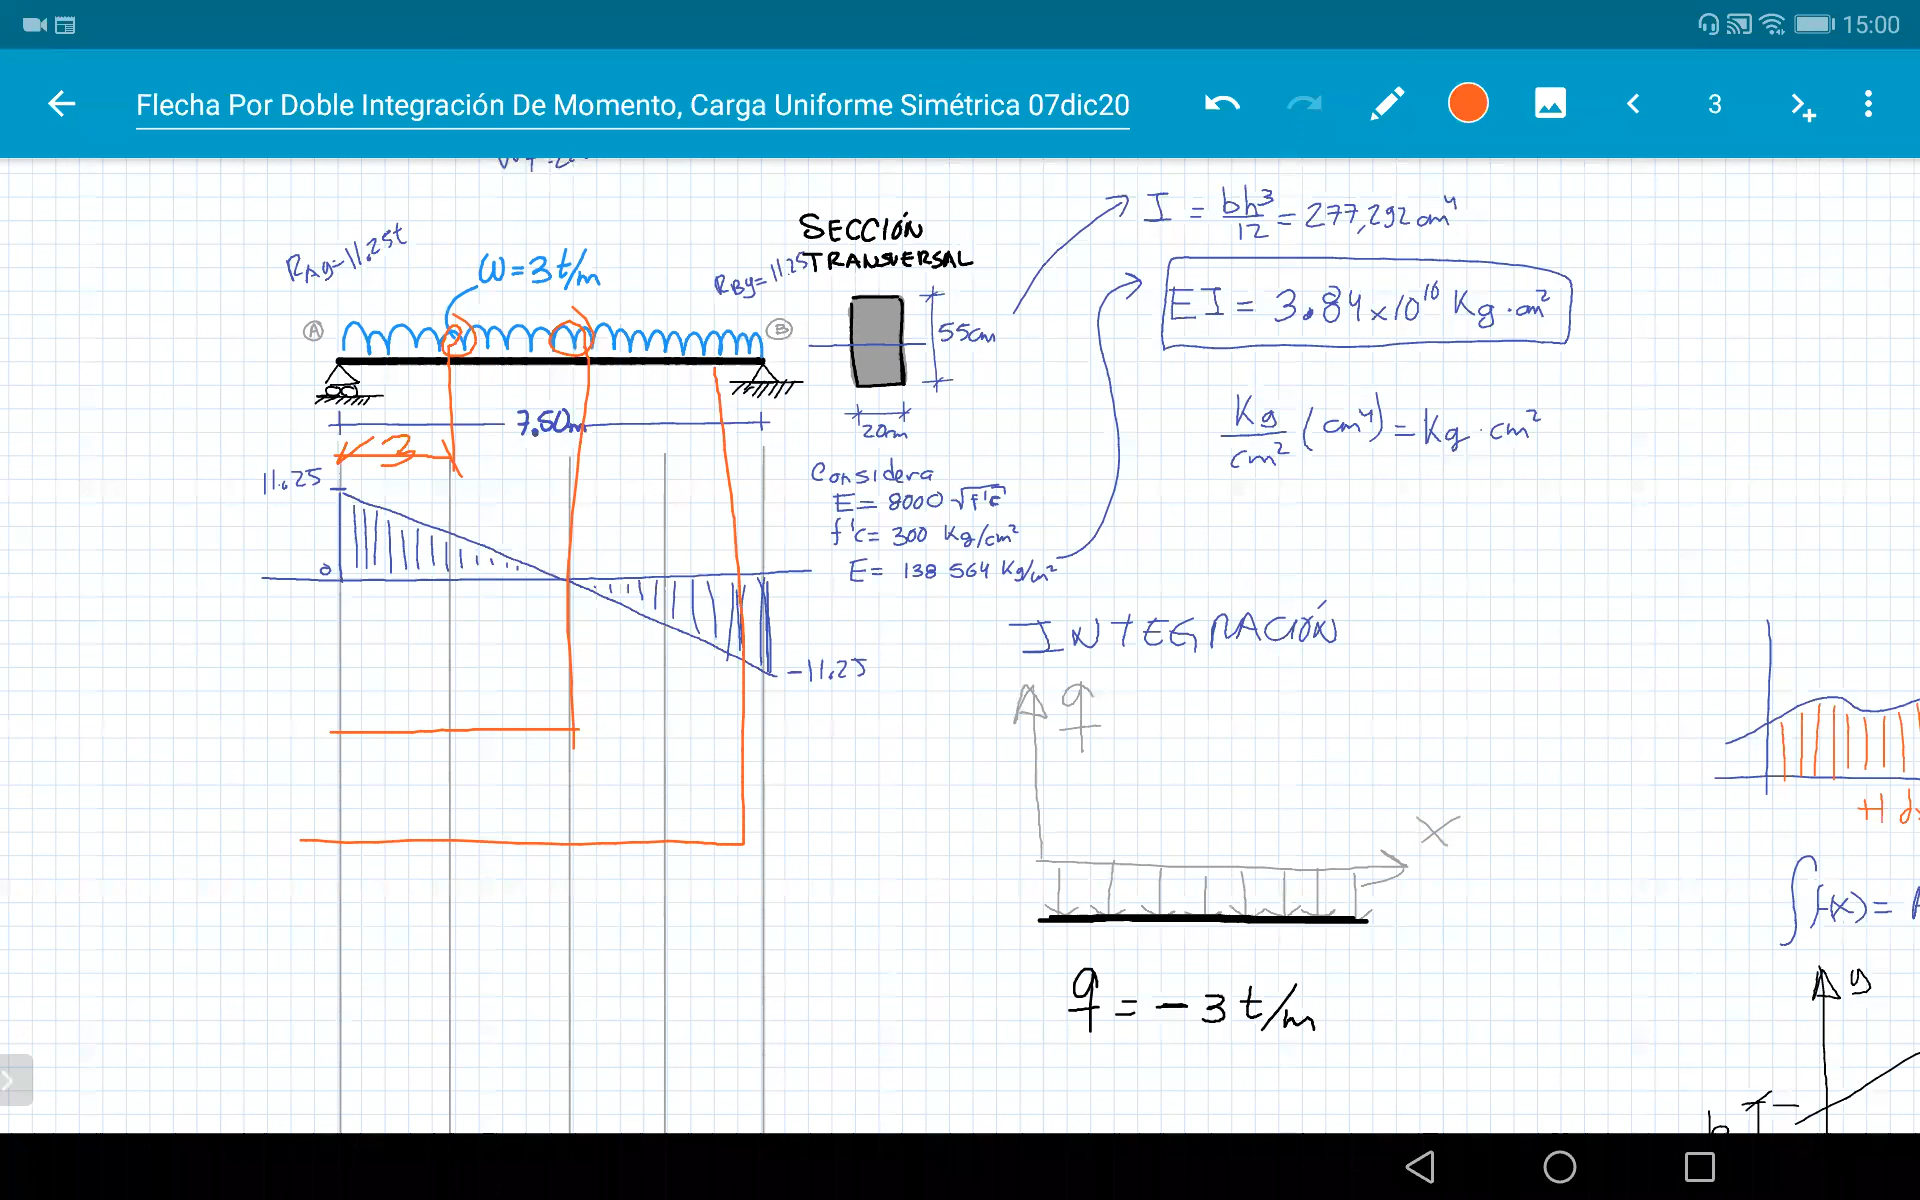 15:00
Flecha Por Doble Integración De Momento, Carga Uniforme Simétrica 07dic20
3
RAy=11.25t
ω=3t/m
RBy=11.25
SECCIÓN
TRANSVERSAL
A
B
55cm
20cm
7.50m
3
11.25
0
-11.25
Considera
E= 8000 √f'c
f'c= 300 Kg/cm²
E= 138 564 Kg/cm²
I = bh³/12 = 277,292 cm⁴
EI = 3.84x10¹⁰ Kg·cm²
Kg/cm² (cm⁴) = Kg·cm²
INTEGRACIÓN
q
x
q = -3 t/m
∫f(x)=
y
b